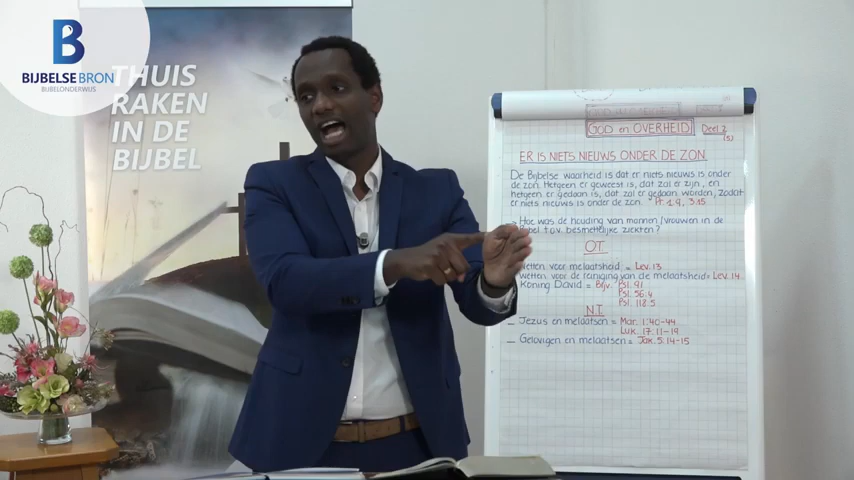 B
BIJBELSE BRON
BIJBELONDERWIJS
THUIS
RAKEN
IN DE
BIJBEL
GOD en OVERHEID Deel 2
ER IS NIETS NIEUWS ONDER DE ZON.
De Bijbelse waarheid is dat er niets nieuws is onder
de zon. Hetgeen er geweest is, dat zal er zijn, en
hetgeen er gedaan is, dat zal er gedaan worden, zodat
er niets nieuws is onder de zon. Pr. 1:9, 3:15
- Hoe was de houding van mannen/vrouwen in de
Bijbel t.o.v. besmettelijke ziekten?
OT
Wetten voor melaatsheid = Lev. 13
Wetten voor de reiniging van de melaatsheid = Lev. 14
Koning David = Bijv. Psl. 91
Psl. 56:4
Psl. 118:5
N.T.
- Jezus en melaatsen = Mar. 1:40-44
Luk. 17:11-19
- Gelovigen en melaatsen = Jak. 5:14-15